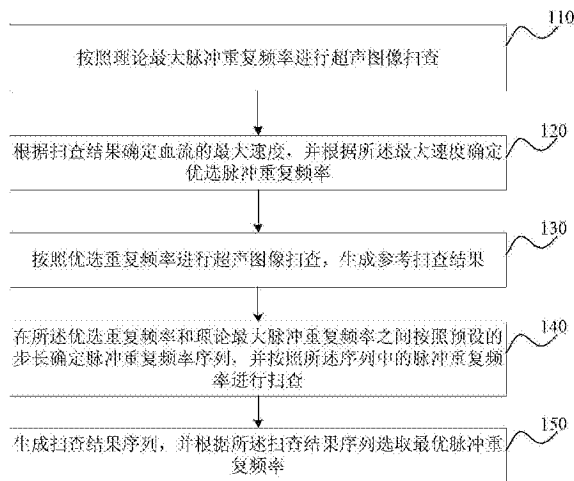 110
按照理论最大脉冲重复频率进行超声图像扫查
120
根据扫查结果确定血流的最大速度，并根据所述最大速度确定
优选脉冲重复频率
130
按照优选重复频率进行超声图像扫查，生成参考扫查结果
140
在所述优选重复频率和理论最大脉冲重复频率之间按照预设的
步长确定脉冲重复频率序列，并按照所述序列中的脉冲重复频
率进行扫查
150
生成扫查结果序列，并根据所述扫查结果序列选取最优脉冲重
复频率